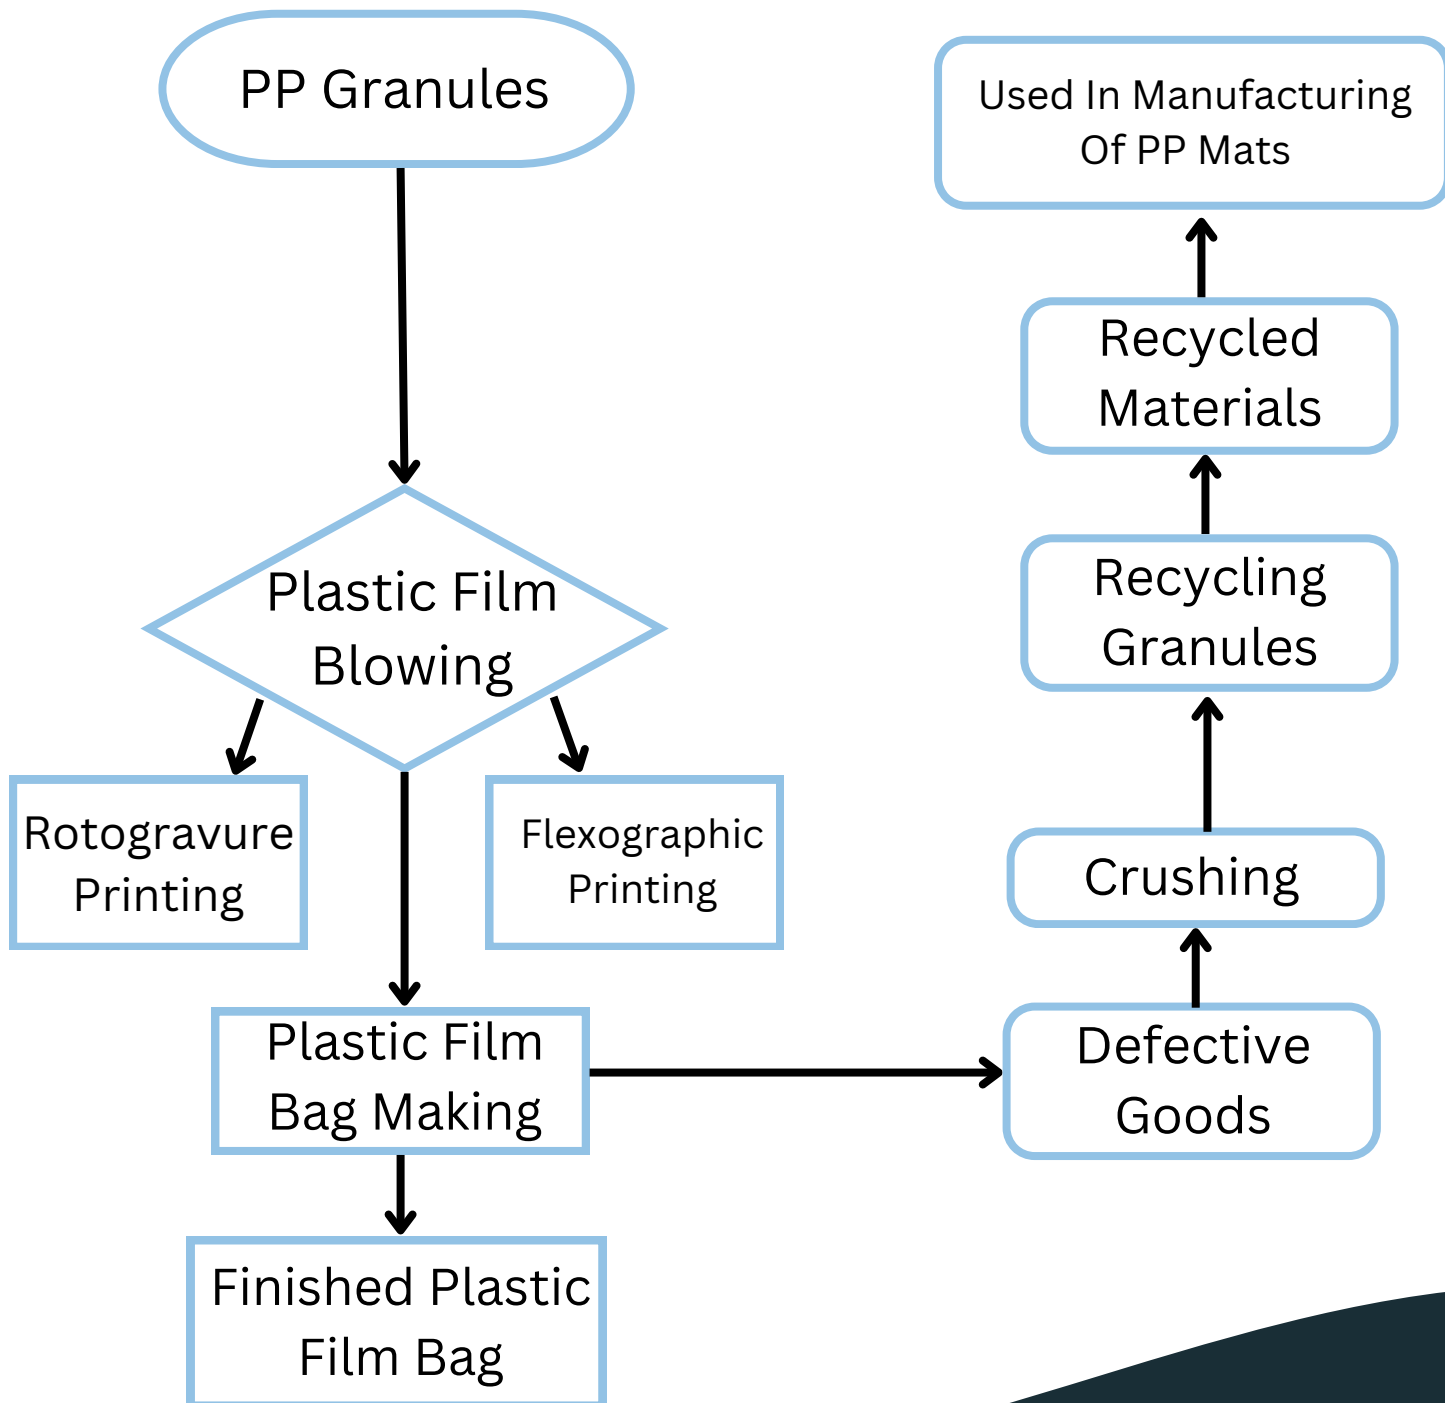 PP Granules
Plastic Film
Blowing
Rotogravure
Printing
Flexographic
Printing
Plastic Film
Bag Making
Finished Plastic
Film Bag
Defective
Goods
Crushing
Recycling
Granules
Recycled
Materials
Used In Manufacturing
Of PP Mats